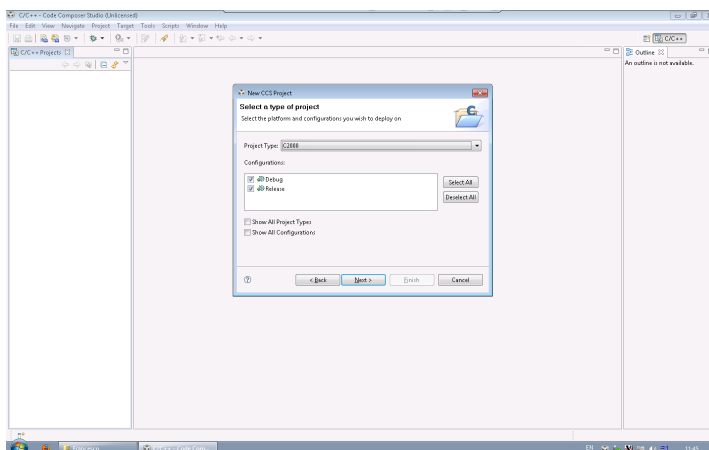 C/C++ - Code Composer Studio (Unlicensed)
File Edit View Navigate Project Target Tools Scripts Window Help
C/C++
C/C++ Projects
Outline
An outline is not available.
New CCS Project
Select a type of project
Select the platform and configurations you wish to deploy on
Project Type: C2000
Configurations:
Debug
Release
Select All
Deselect All
Show All Project Types
Show All Configurations
< Back Next > Finish Cancel
EN 11:45